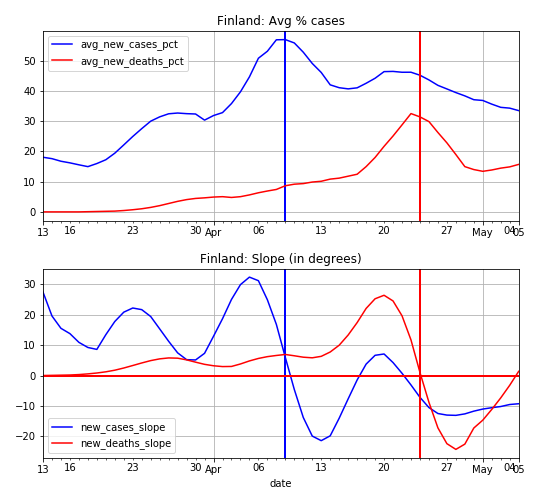 Finland: Avg % cases
avg_new_cases_pct
avg_new_deaths_pct
50
40
30
20
10
0
13 16 23 30 Apr 06 13 20 27 May 04 05
Finland: Slope (in degrees)
30
20
10
0
−10
−20
new_cases_slope
new_deaths_slope
13 16 23 30 Apr 06 13 20 27 May 04 05
date